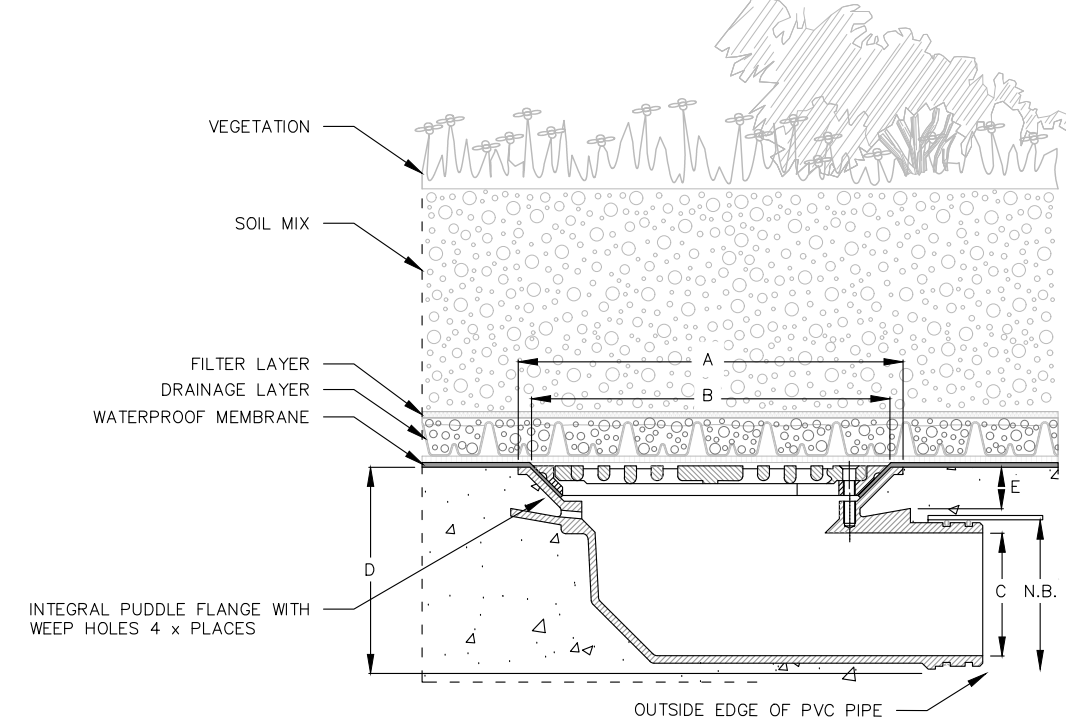 VEGETATION
SOIL MIX
FILTER LAYER
DRAINAGE LAYER
WATERPROOF MEMBRANE
A
B
E
D
C
N.B.
INTEGRAL PUDDLE FLANGE WITH
WEEP HOLES 4 x PLACES
OUTSIDE EDGE OF PVC PIPE